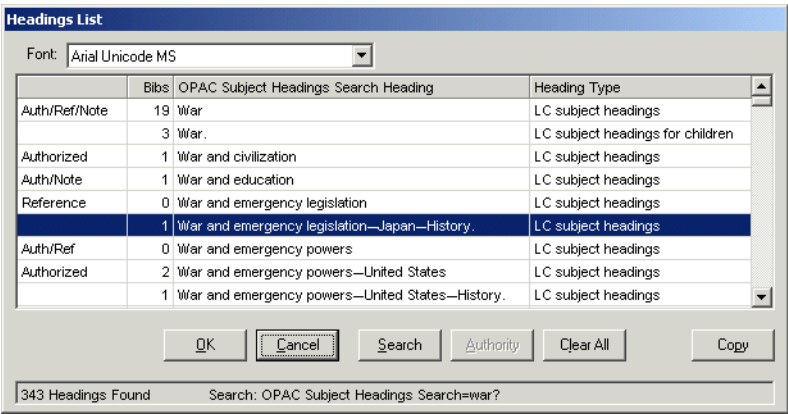 Headings List
Font: Arial Unicode MS
Bibs OPAC Subject Headings Search Heading Heading Type
Auth/Ref/Note 19 War LC subject headings
3 War. LC subject headings for children
Authorized 1 War and civilization LC subject headings
Auth/Note 1 War and education LC subject headings
Reference 0 War and emergency legislation LC subject headings
1 War and emergency legislation—Japan—History. LC subject headings
Auth/Ref 0 War and emergency powers LC subject headings
Authorized 2 War and emergency powers—United States LC subject headings
1 War and emergency powers—United States—History. LC subject headings
OK Cancel Search Authority Clear All Copy
343 Headings Found Search: OPAC Subject Headings Search=war?